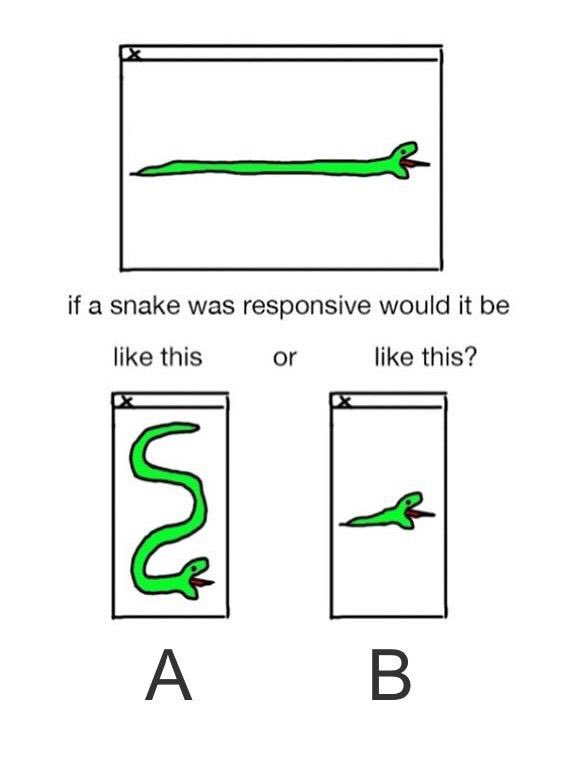 x
if a snake was responsive would it be
like this or like this?
x x
A B